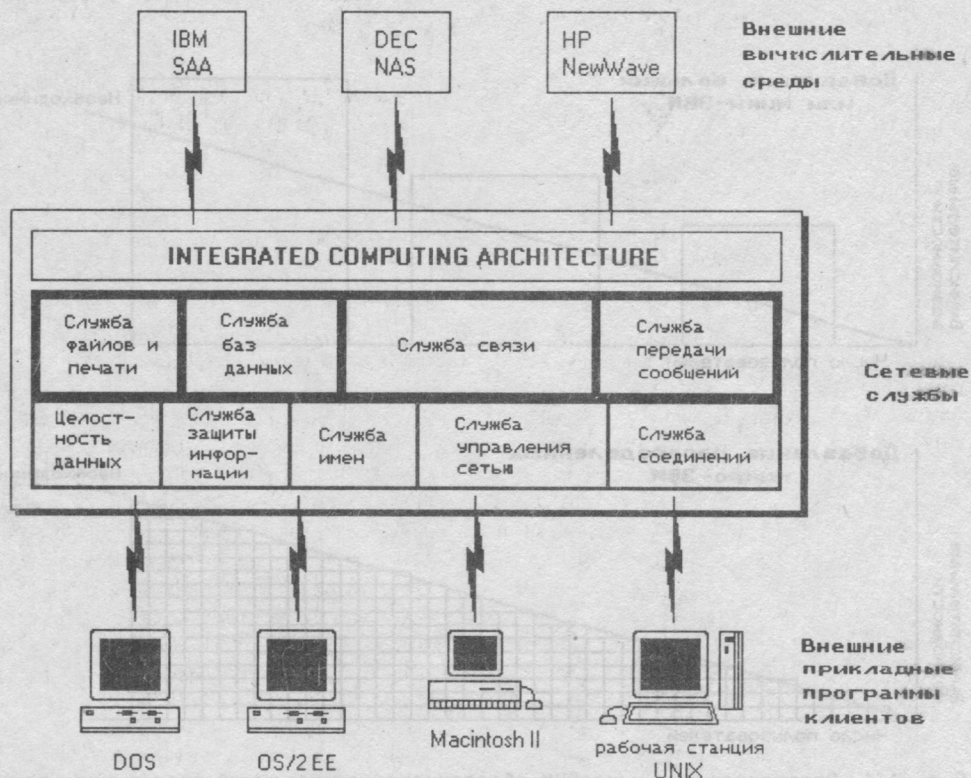 IBM
SAA
DEC
NAS
HP
NewWave
Внешние
вычислительные
среды
INTEGRATED COMPUTING ARCHITECTURE
Служба
файлов и
печати
Служба
баз
данных
Служба связи
Служба
передачи
сообщений
Сетевые
службы
Целост-
ность
данных
Служба
защиты
инфор-
мации
Служба
имен
Служба
управления
сетью
Служба
соединений
Внешние
прикладные
программы
клиентов
DOS
OS/2 EE
Macintosh II
рабочая станция
UNIX